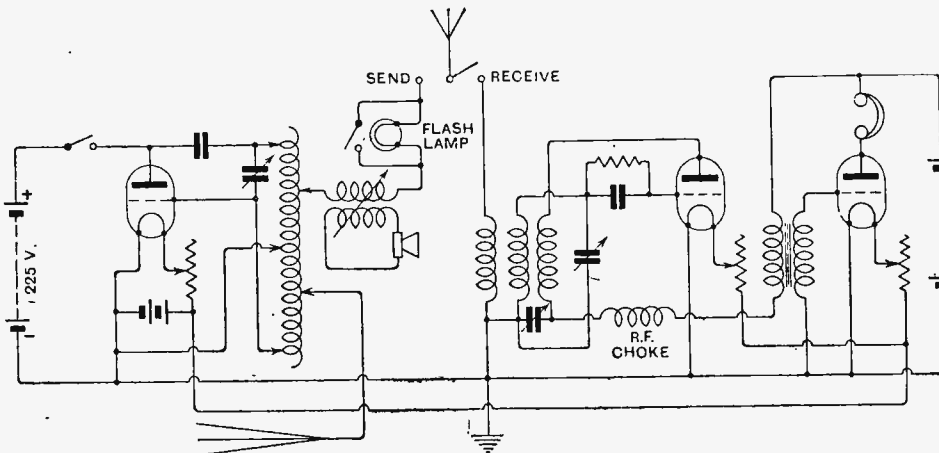 SEND
RECEIVE
FLASH
LAMP
+
225 V.
−
R.F.
CHOKE